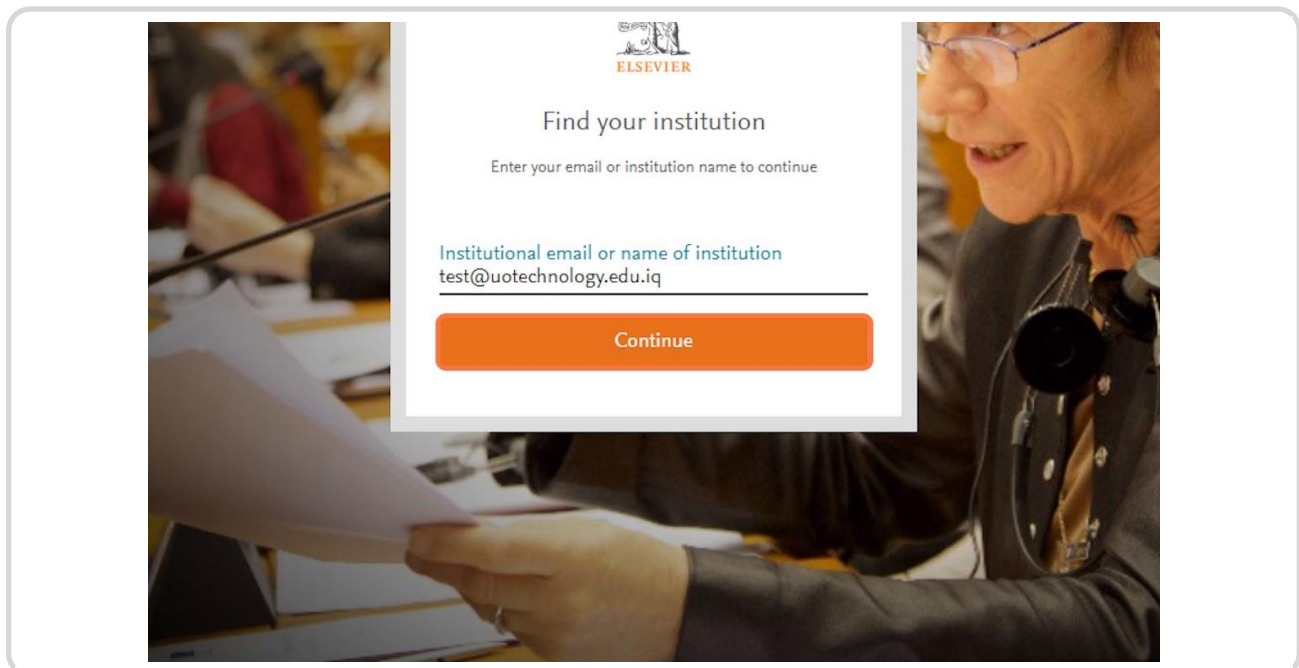 ELSEVIER
Find your institution
Enter your email or institution name to continue
Institutional email or name of institution
test@uotechnology.edu.iq
Continue